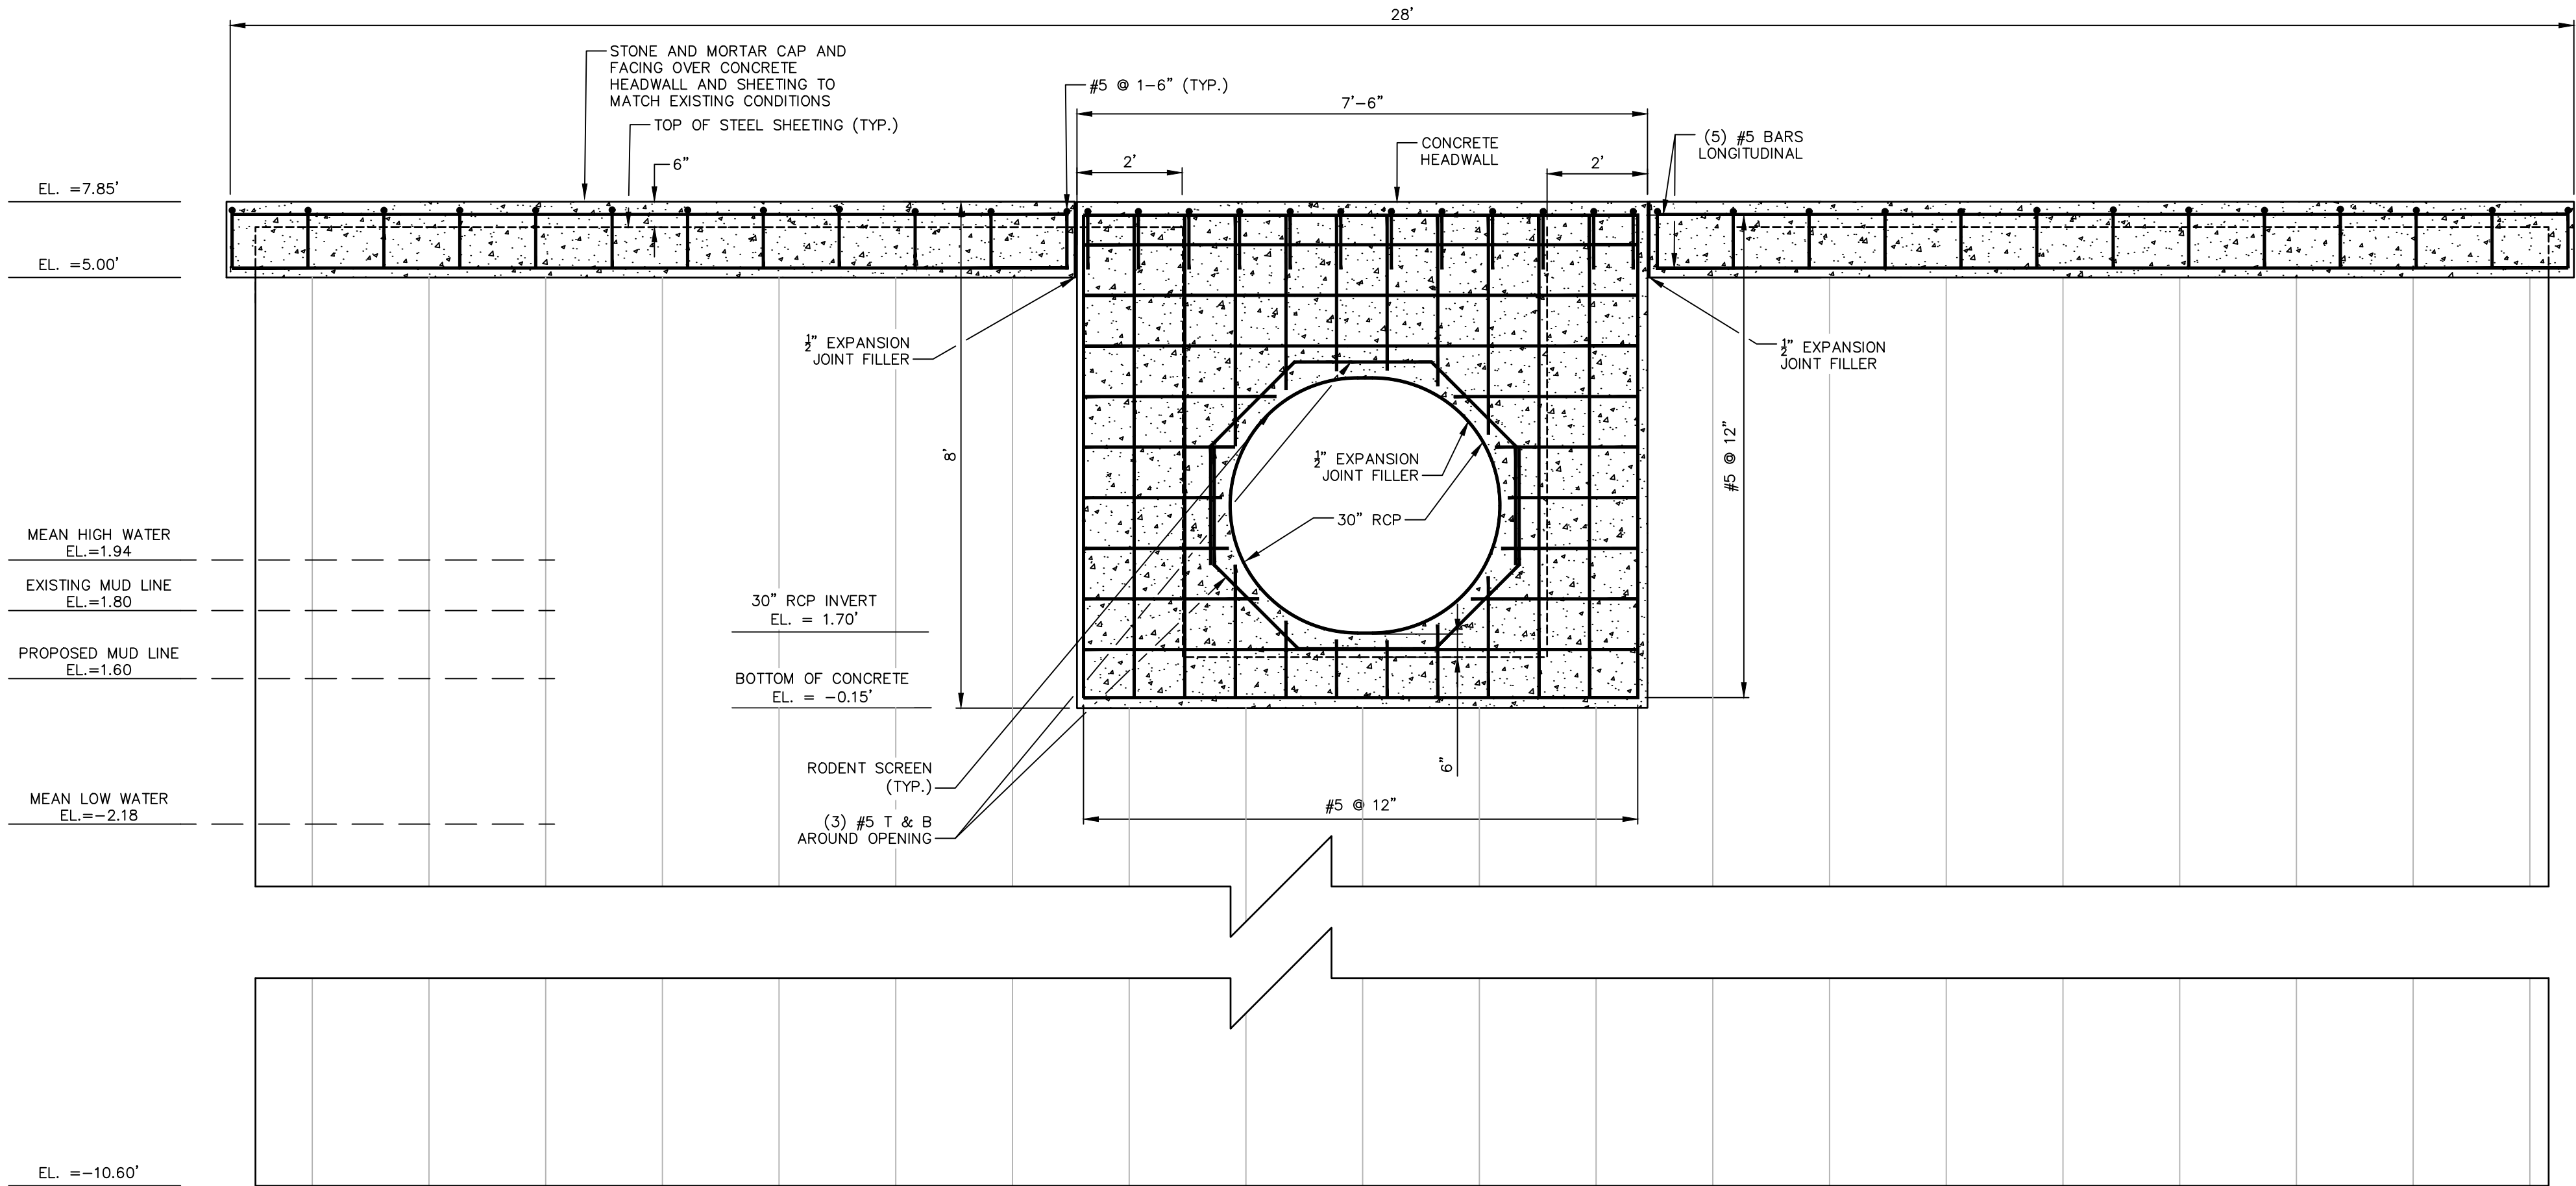 28'
STONE AND MORTAR CAP AND
FACING OVER CONCRETE
HEADWALL AND SHEETING TO
MATCH EXISTING CONDITIONS
#5 @ 1-6" (TYP.)
TOP OF STEEL SHEETING (TYP.)
7'-6"
6"
2'
CONCRETE
HEADWALL
2'
(5) #5 BARS
LONGITUDINAL
EL. =7.85'
EL. =5.00'
½" EXPANSION
JOINT FILLER
½" EXPANSION
JOINT FILLER
8'
½" EXPANSION
JOINT FILLER
#5 @ 12"
30" RCP
MEAN HIGH WATER
EL.=1.94
EXISTING MUD LINE
EL.=1.80
30" RCP INVERT
EL. = 1.70'
PROPOSED MUD LINE
EL.=1.60
BOTTOM OF CONCRETE
EL. = -0.15'
RODENT SCREEN
(TYP.)
6"
MEAN LOW WATER
EL.=-2.18
#5 @ 12"
(3) #5 T & B
AROUND OPENING
EL. =-10.60'